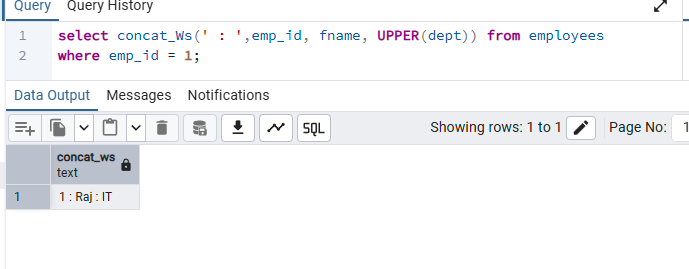 Query Query History
1 select concat_Ws(' : ',emp_id, fname, UPPER(dept)) from employees
2 where emp_id = 1;
Data Output Messages Notifications
SQL Showing rows: 1 to 1 Page No: 1
concat_ws
text
1 1 : Raj : IT